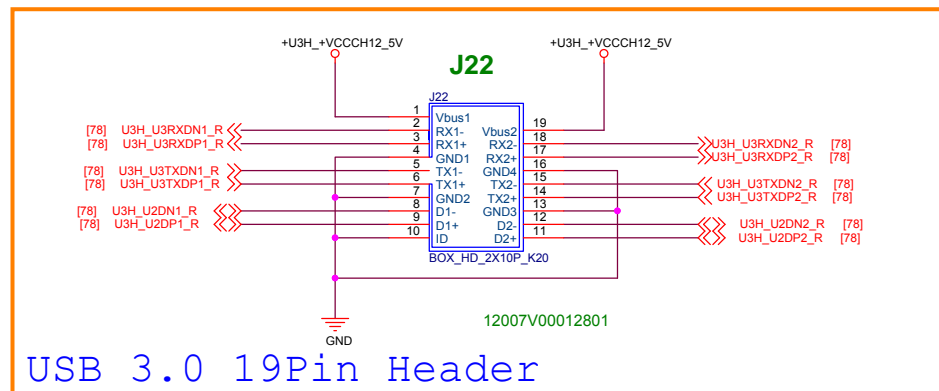 +U3H_+VCCCH12_5V
+U3H_+VCCCH12_5V
J22
J22
1 Vbus1
Vbus2 19
[78] U3H_U3RXDN1_R 2 RX1-
RX2- 18 U3H_U3RXDN2_R [78]
[78] U3H_U3RXDP1_R 3 RX1+
RX2+ 17 U3H_U3RXDP2_R [78]
4 GND1
GND4 16
[78] U3H_U3TXDN1_R 5 TX1-
TX2- 15 U3H_U3TXDN2_R [78]
[78] U3H_U3TXDP1_R 6 TX1+
TX2+ 14 U3H_U3TXDP2_R [78]
7 GND2
GND3 13
[78] U3H_U2DN1_R 8 D1-
D2- 12 U3H_U2DN2_R [78]
[78] U3H_U2DP1_R 9 D1+
D2+ 11 U3H_U2DP2_R [78]
10 ID
BOX_HD_2X10P_K20
12007V00012801
GND
USB 3.0 19Pin Header